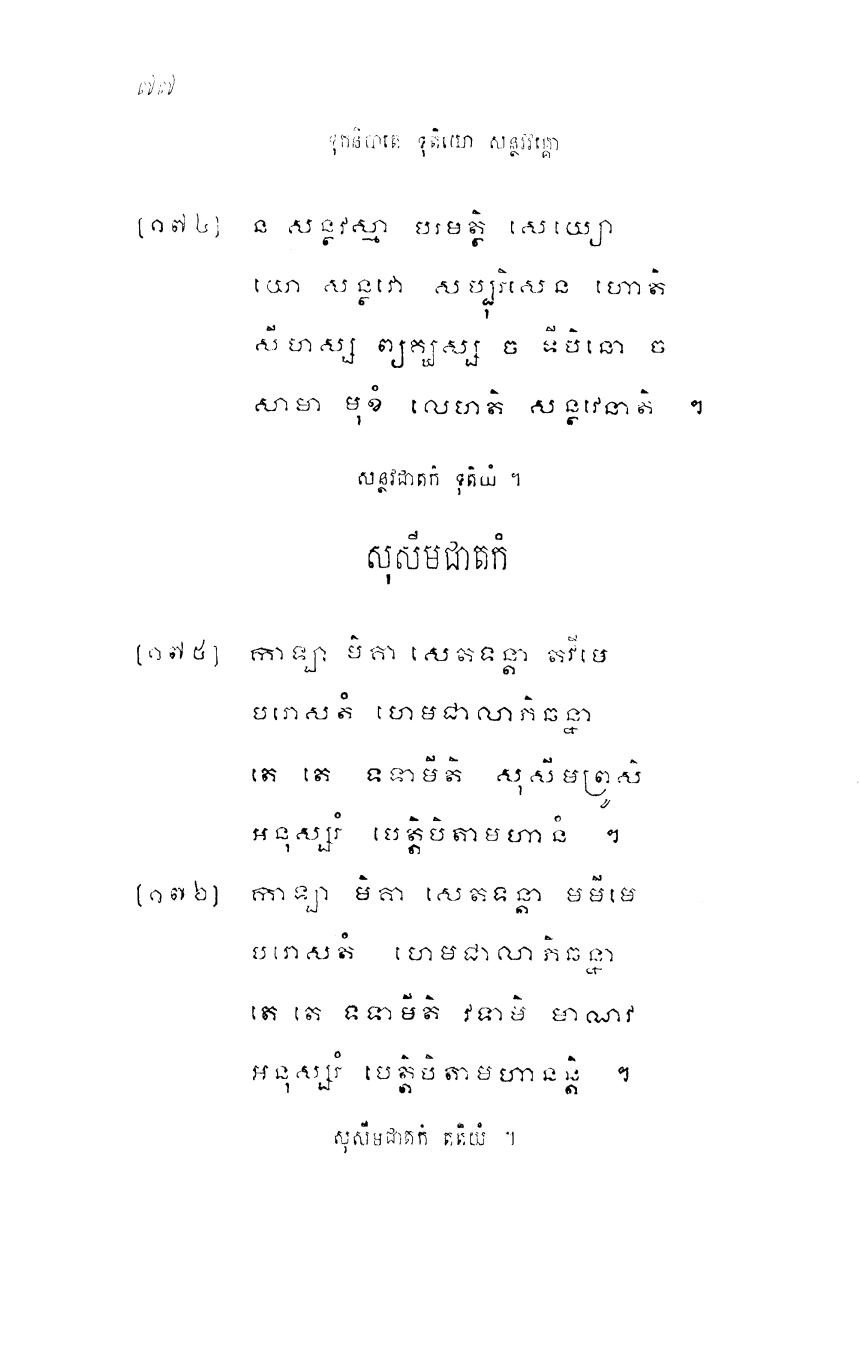 ៧៧
ទុកនិបាតេ ទុតិយោ សន្ថវវគ្គោ
[១៧៤] ន សន្ថវស្មា បរមត្ថិ សេយ្យោ
យោ សន្ថវោ សប្បុរិសេន ហោតិ
សីហស្ស ព្យក្ឃស្ស ច ទីបិនោ ច
សាមា មុខំ លេហតិ សន្ថវេនាតិ ។
សន្ថវជាតកំ ទុតិយំ ។
សុសីមជាតកំ
[១៧៥] កាឡា មិគា សេតទន្តា តវីមេ
បរោសតំ ហេមជាលាភិឆន្នា
តេ តេ ទទាមីតិ សុសីមព្រូសិ
អនុស្សរំ បេត្តិបិតាមហានំ ។
[១៧៦] កាឡា មិគា សេតទន្តា មមីមេ
បរោសតំ ហេមជាលាភិឆន្នា
តេ តេ ទទាមីតិ វទាមិ មាណវ
អនុស្សរំ បេត្តិបិតាមហានន្តិ ។
សុសីមជាតកំ តតិយំ ។